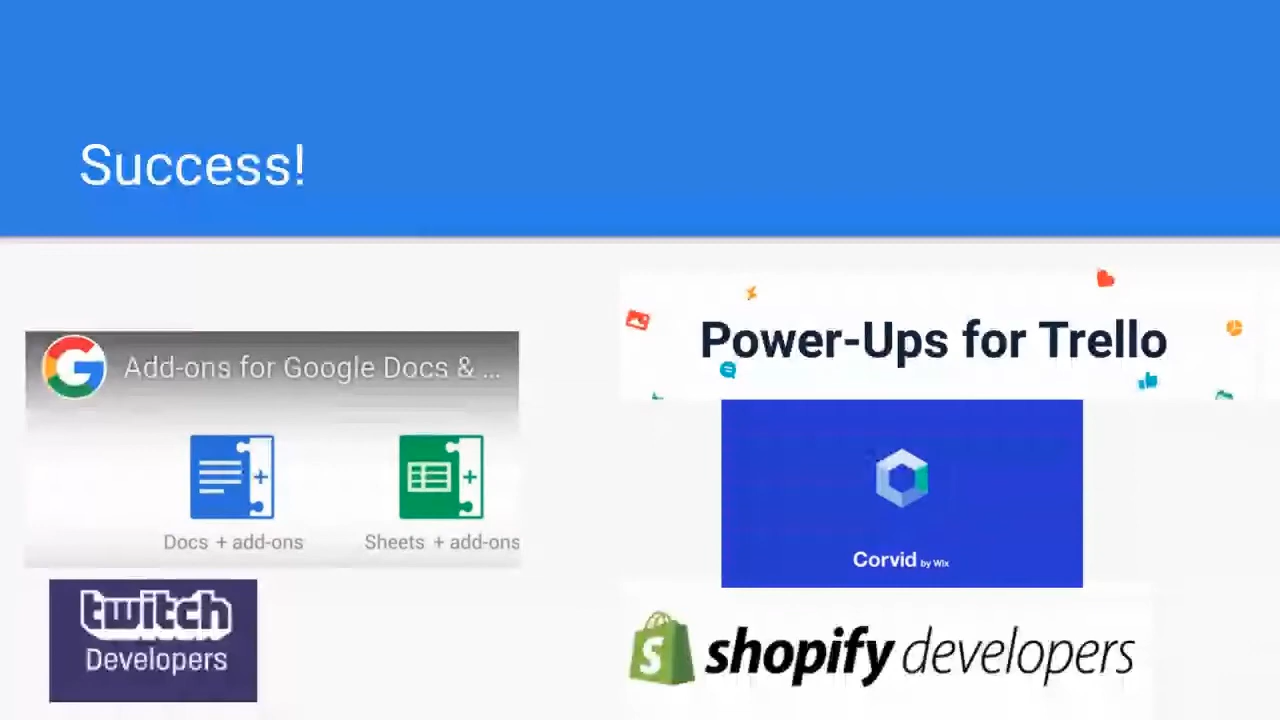 Success!
Add-ons for Google Docs & ...
Docs + add-ons
Sheets + add-ons
twitch
Developers
Power-Ups for Trello
Corvid by Wix
shopify developers